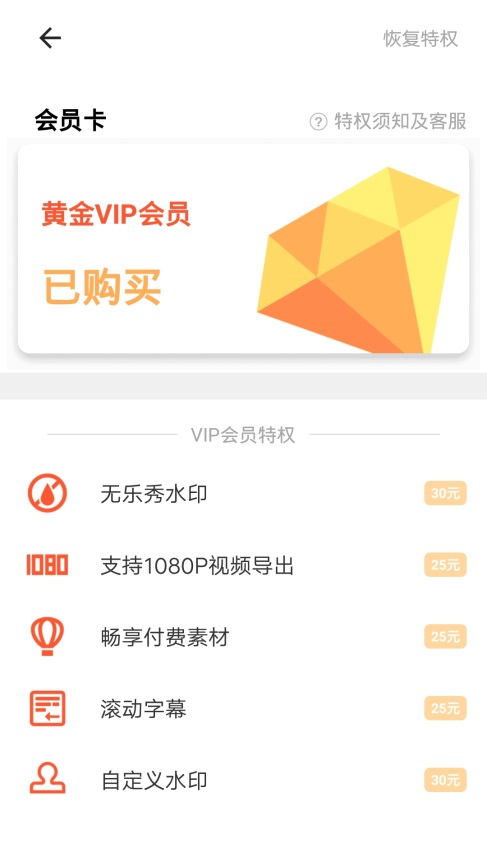 恢复特权
会员卡
? 特权须知及客服
黄金VIP会员
已购买
VIP会员特权
无乐秀水印 30元
1080 支持1080P视频导出 25元
畅享付费素材 25元
滚动字幕 25元
自定义水印 30元